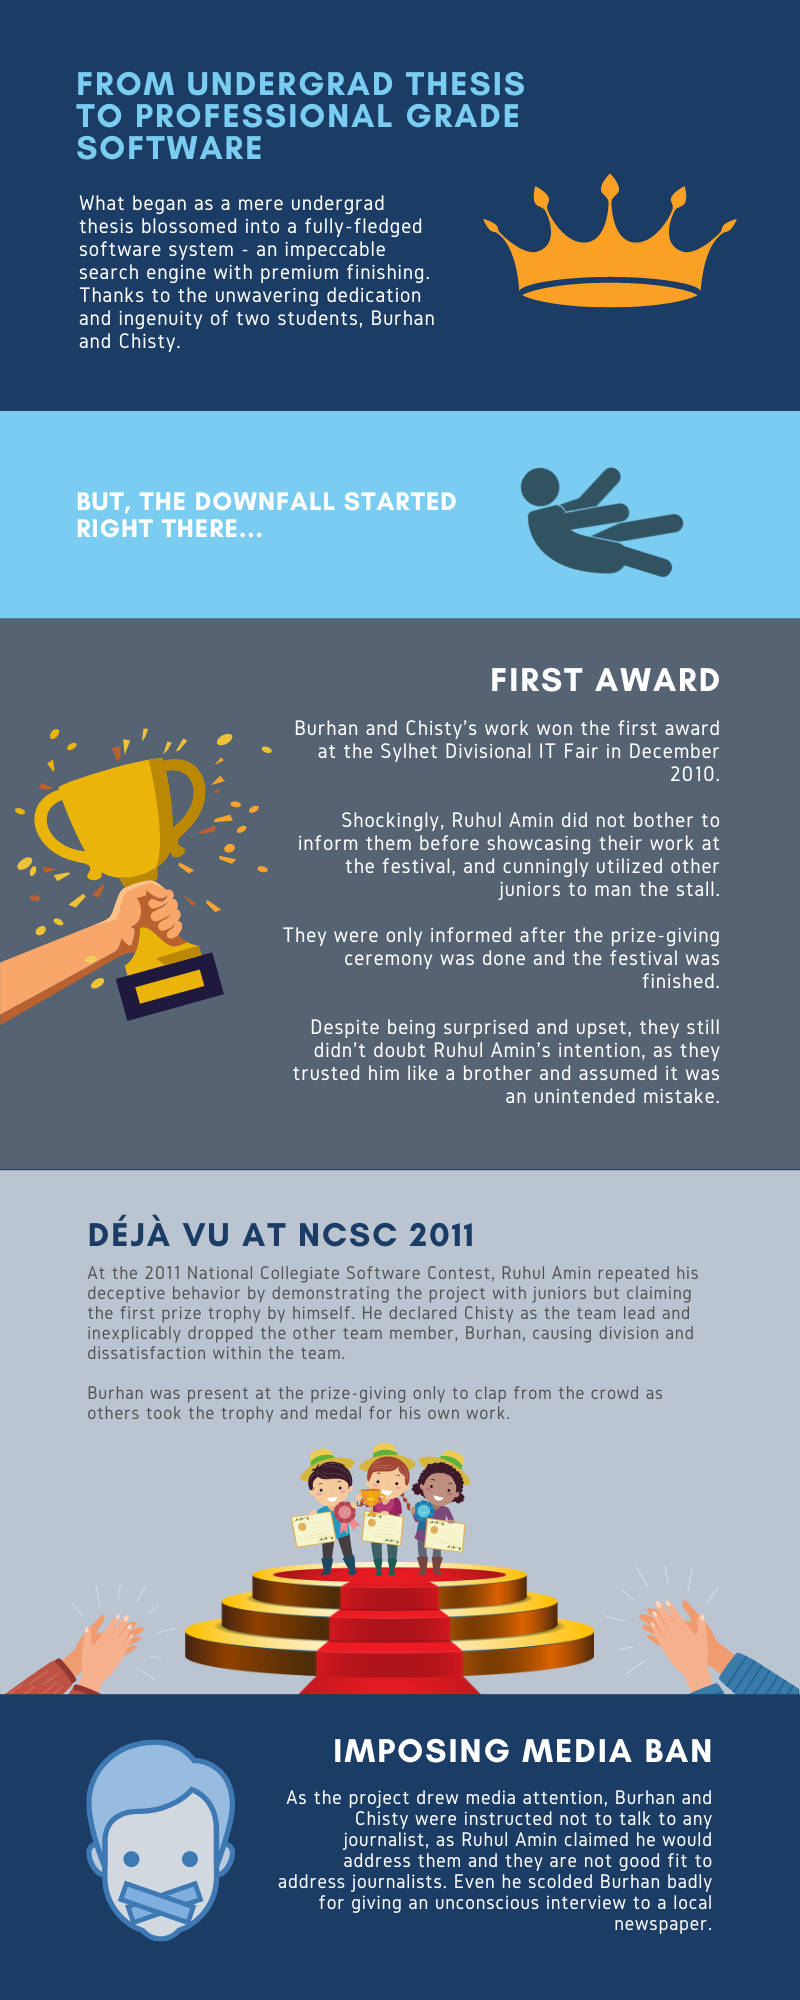 FROM UNDERGRAD THESIS
TO PROFESSIONAL GRADE
SOFTWARE
What began as a mere undergrad
thesis blossomed into a fully-fledged
software system - an impeccable
search engine with premium finishing.
Thanks to the unwavering dedication
and ingenuity of two students, Burhan
and Chisty.
BUT, THE DOWNFALL STARTED
RIGHT THERE...
FIRST AWARD
Burhan and Chisty's work won the first award
at the Sylhet Divisional IT Fair in December
2010.
Shockingly, Ruhul Amin did not bother to
inform them before showcasing their work at
the festival, and cunningly utilized other
juniors to man the stall.
They were only informed after the prize-giving
ceremony was done and the festival was
finished.
Despite being surprised and upset, they still
didn't doubt Ruhul Amin's intention, as they
trusted him like a brother and assumed it was
an unintended mistake.
DÉJÀ VU AT NCSC 2011
At the 2011 National Collegiate Software Contest, Ruhul Amin repeated his
deceptive behavior by demonstrating the project with juniors but claiming
the first prize trophy by himself. He declared Chisty as the team lead and
inexplicably dropped the other team member, Burhan, causing division and
dissatisfaction within the team.
Burhan was present at the prize-giving only to clap from the crowd as
others took the trophy and medal for his own work.
IMPOSING MEDIA BAN
As the project drew media attention, Burhan and
Chisty were instructed not to talk to any
journalist, as Ruhul Amin claimed he would
address them and they are not good fit to
address journalists. Even he scolded Burhan badly
for giving an unconscious interview to a local
newspaper.